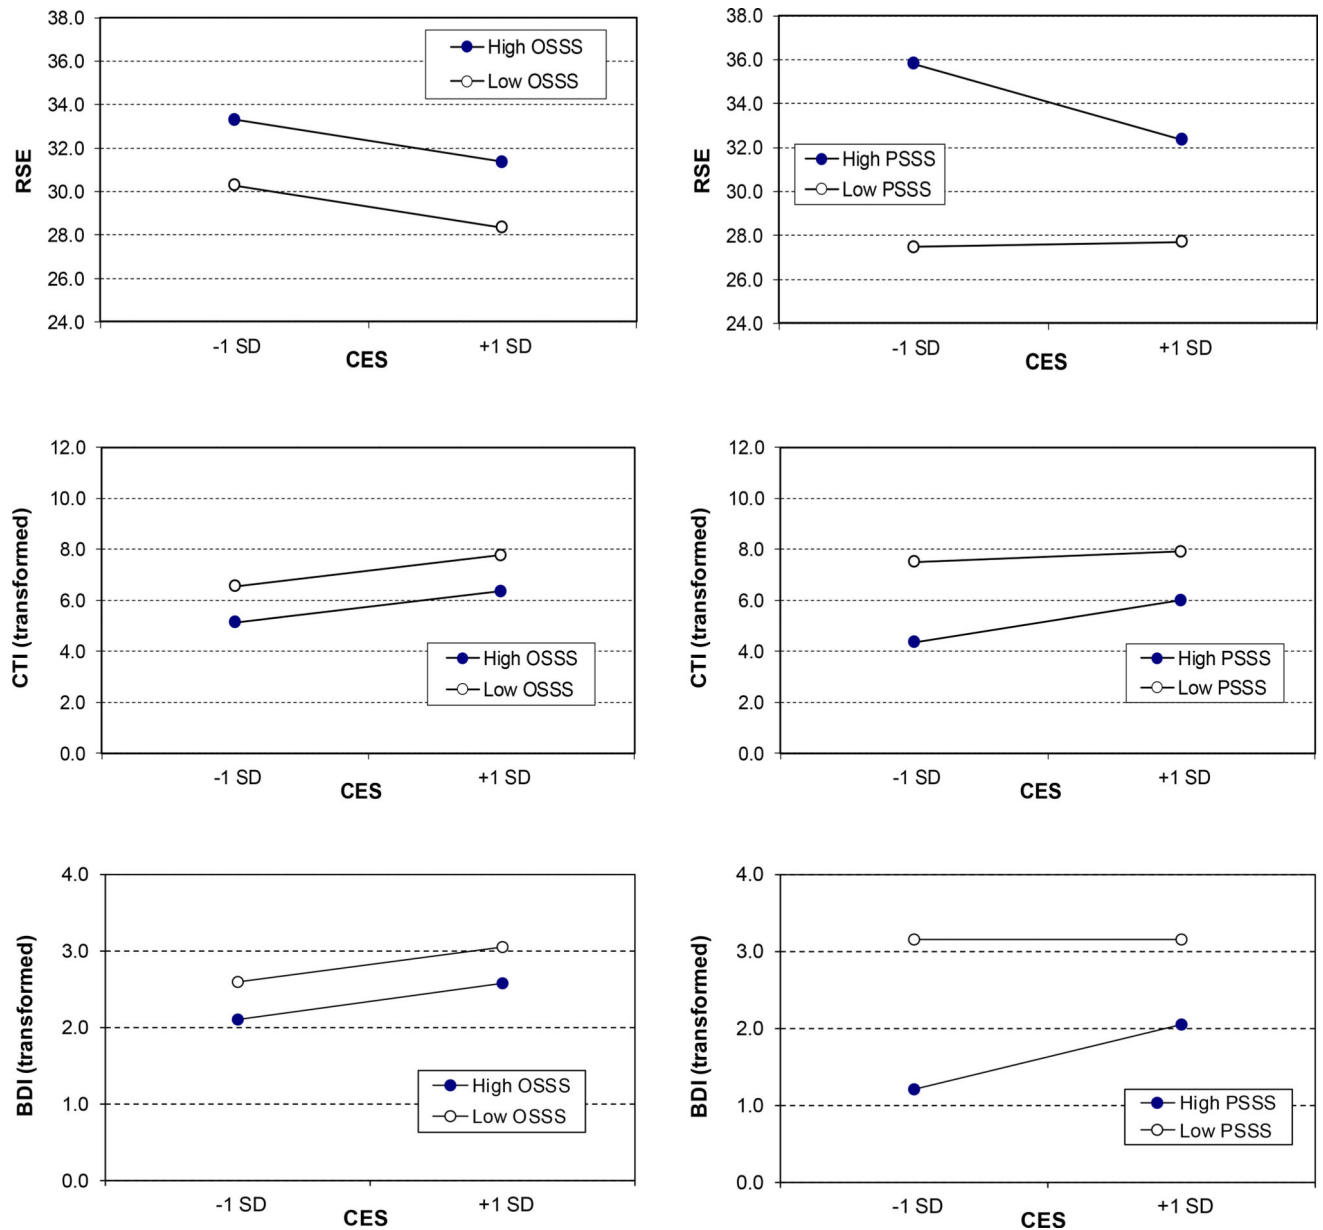 38.0
36.0
34.0
32.0
30.0
28.0
26.0
24.0
RSE
High OSSS
Low OSSS
-1 SD
+1 SD
CES
38.0
36.0
34.0
32.0
30.0
28.0
26.0
24.0
RSE
High PSSS
Low PSSS
-1 SD
+1 SD
CES
12.0
10.0
8.0
6.0
4.0
2.0
0.0
CTI (transformed)
High OSSS
Low OSSS
-1 SD
+1 SD
CES
12.0
10.0
8.0
6.0
4.0
2.0
0.0
CTI (transformed)
High PSSS
Low PSSS
-1 SD
+1 SD
CES
4.0
3.0
2.0
1.0
0.0
BDI (transformed)
High OSSS
Low OSSS
-1 SD
+1 SD
CES
4.0
3.0
2.0
1.0
0.0
BDI (transformed)
High PSSS
Low PSSS
-1 SD
+1 SD
CES